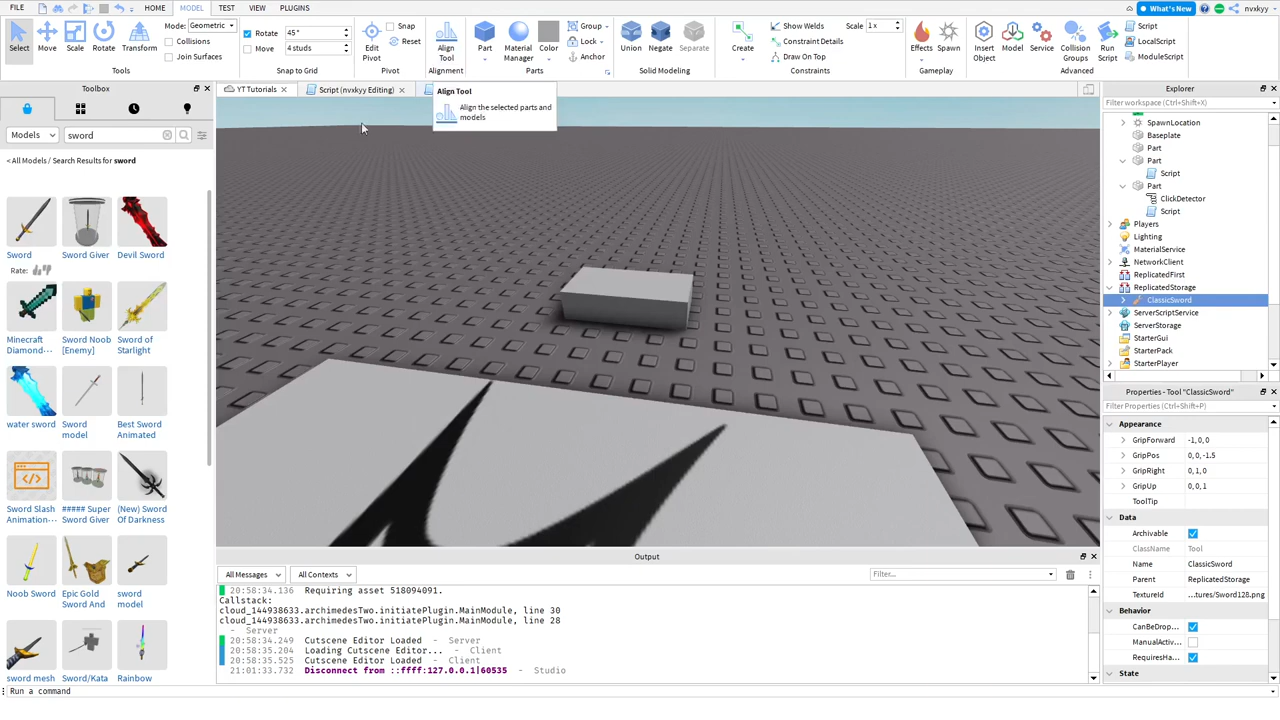 FILE HOME MODEL TEST VIEW PLUGINS What's New nvxkyy
Select Move Scale Rotate Transform Mode: Geometric Collisions Join Surfaces Rotate 45° Move 4 studs Edit Pivot Snap Reset Align Tool Part Material Manager Color Group Lock Anchor Union Negate Separate Create Show Welds Constraint Details Draw On Top Scale 1 x Effects Spawn Insert Object Model Service Collision Groups Run Script Script LocalScript ModuleScript
Tools Snap to Grid Pivot Alignment Parts Solid Modeling Constraints Gameplay Advanced
Toolbox
Models sword
< All Models / Search Results for sword
Sword Sword Giver Devil Sword
Rate:
Minecraft Diamond··· Sword Noob [Enemy] Sword of Starlight
water sword Sword model Best Sword Animated
Sword Slash Animation··· ##### Super Sword Giver (New) Sword Of Darkness
Noob Sword Epic Gold Sword And sword model
sword mesh Sword/Kata Rainbow
YT Tutorials Script (nvxkyy Editing)
Align Tool
Align the selected parts and
models
Output
All Messages All Contexts Filter...
20:58:34.136 Requiring asset 518094091.
Callstack:
cloud_144938633.archimedesTwo.initiatePlugin.MainModule, line 30
cloud_144938633.archimedesTwo.initiatePlugin.MainModule, line 28
- Server
20:58:34.249 Cutscene Editor Loaded - Server
20:58:35.204 Loading Cutscene Editor... - Client
20:58:35.525 Cutscene Editor Loaded - Client
21:01:33.732 Disconnect from ::ffff:127.0.0.1|60535 - Studio
Explorer
Filter workspace (Ctrl+Shift+X)
SpawnLocation
Baseplate
Part
Part
Script
Part
ClickDetector
Script
Players
Lighting
MaterialService
NetworkClient
ReplicatedFirst
ReplicatedStorage
ClassicSword
ServerScriptService
ServerStorage
StarterGui
StarterPack
StarterPlayer
Properties - Tool "ClassicSword"
Filter Properties (Ctrl+Shift+P)
Appearance
GripForward -1, 0, 0
GripPos 0, 0, -1.5
GripRight 0, 1, 0
GripUp 0, 0, 1
ToolTip
Data
Archivable
ClassName Tool
Name ClassicSword
Parent ReplicatedStorage
TextureId ...tures/Sword128.png
Behavior
CanBeDrop...
ManualActiv...
RequiresHa...
State
Run a command